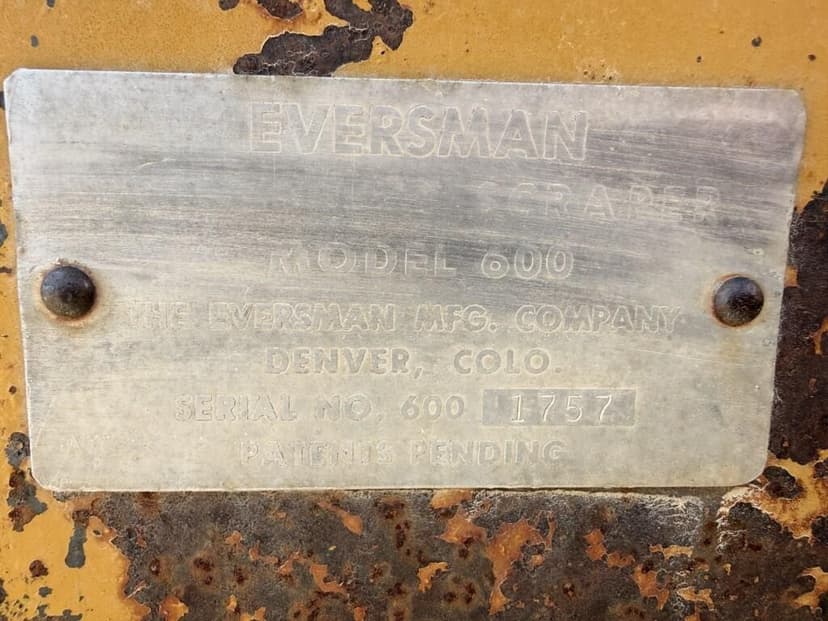 EVERSMAN
SCRAPER
MODEL 600
THE EVERSMAN MFG. COMPANY
DENVER, COLO.
SERIAL NO. 600 1757
PATENTS PENDING